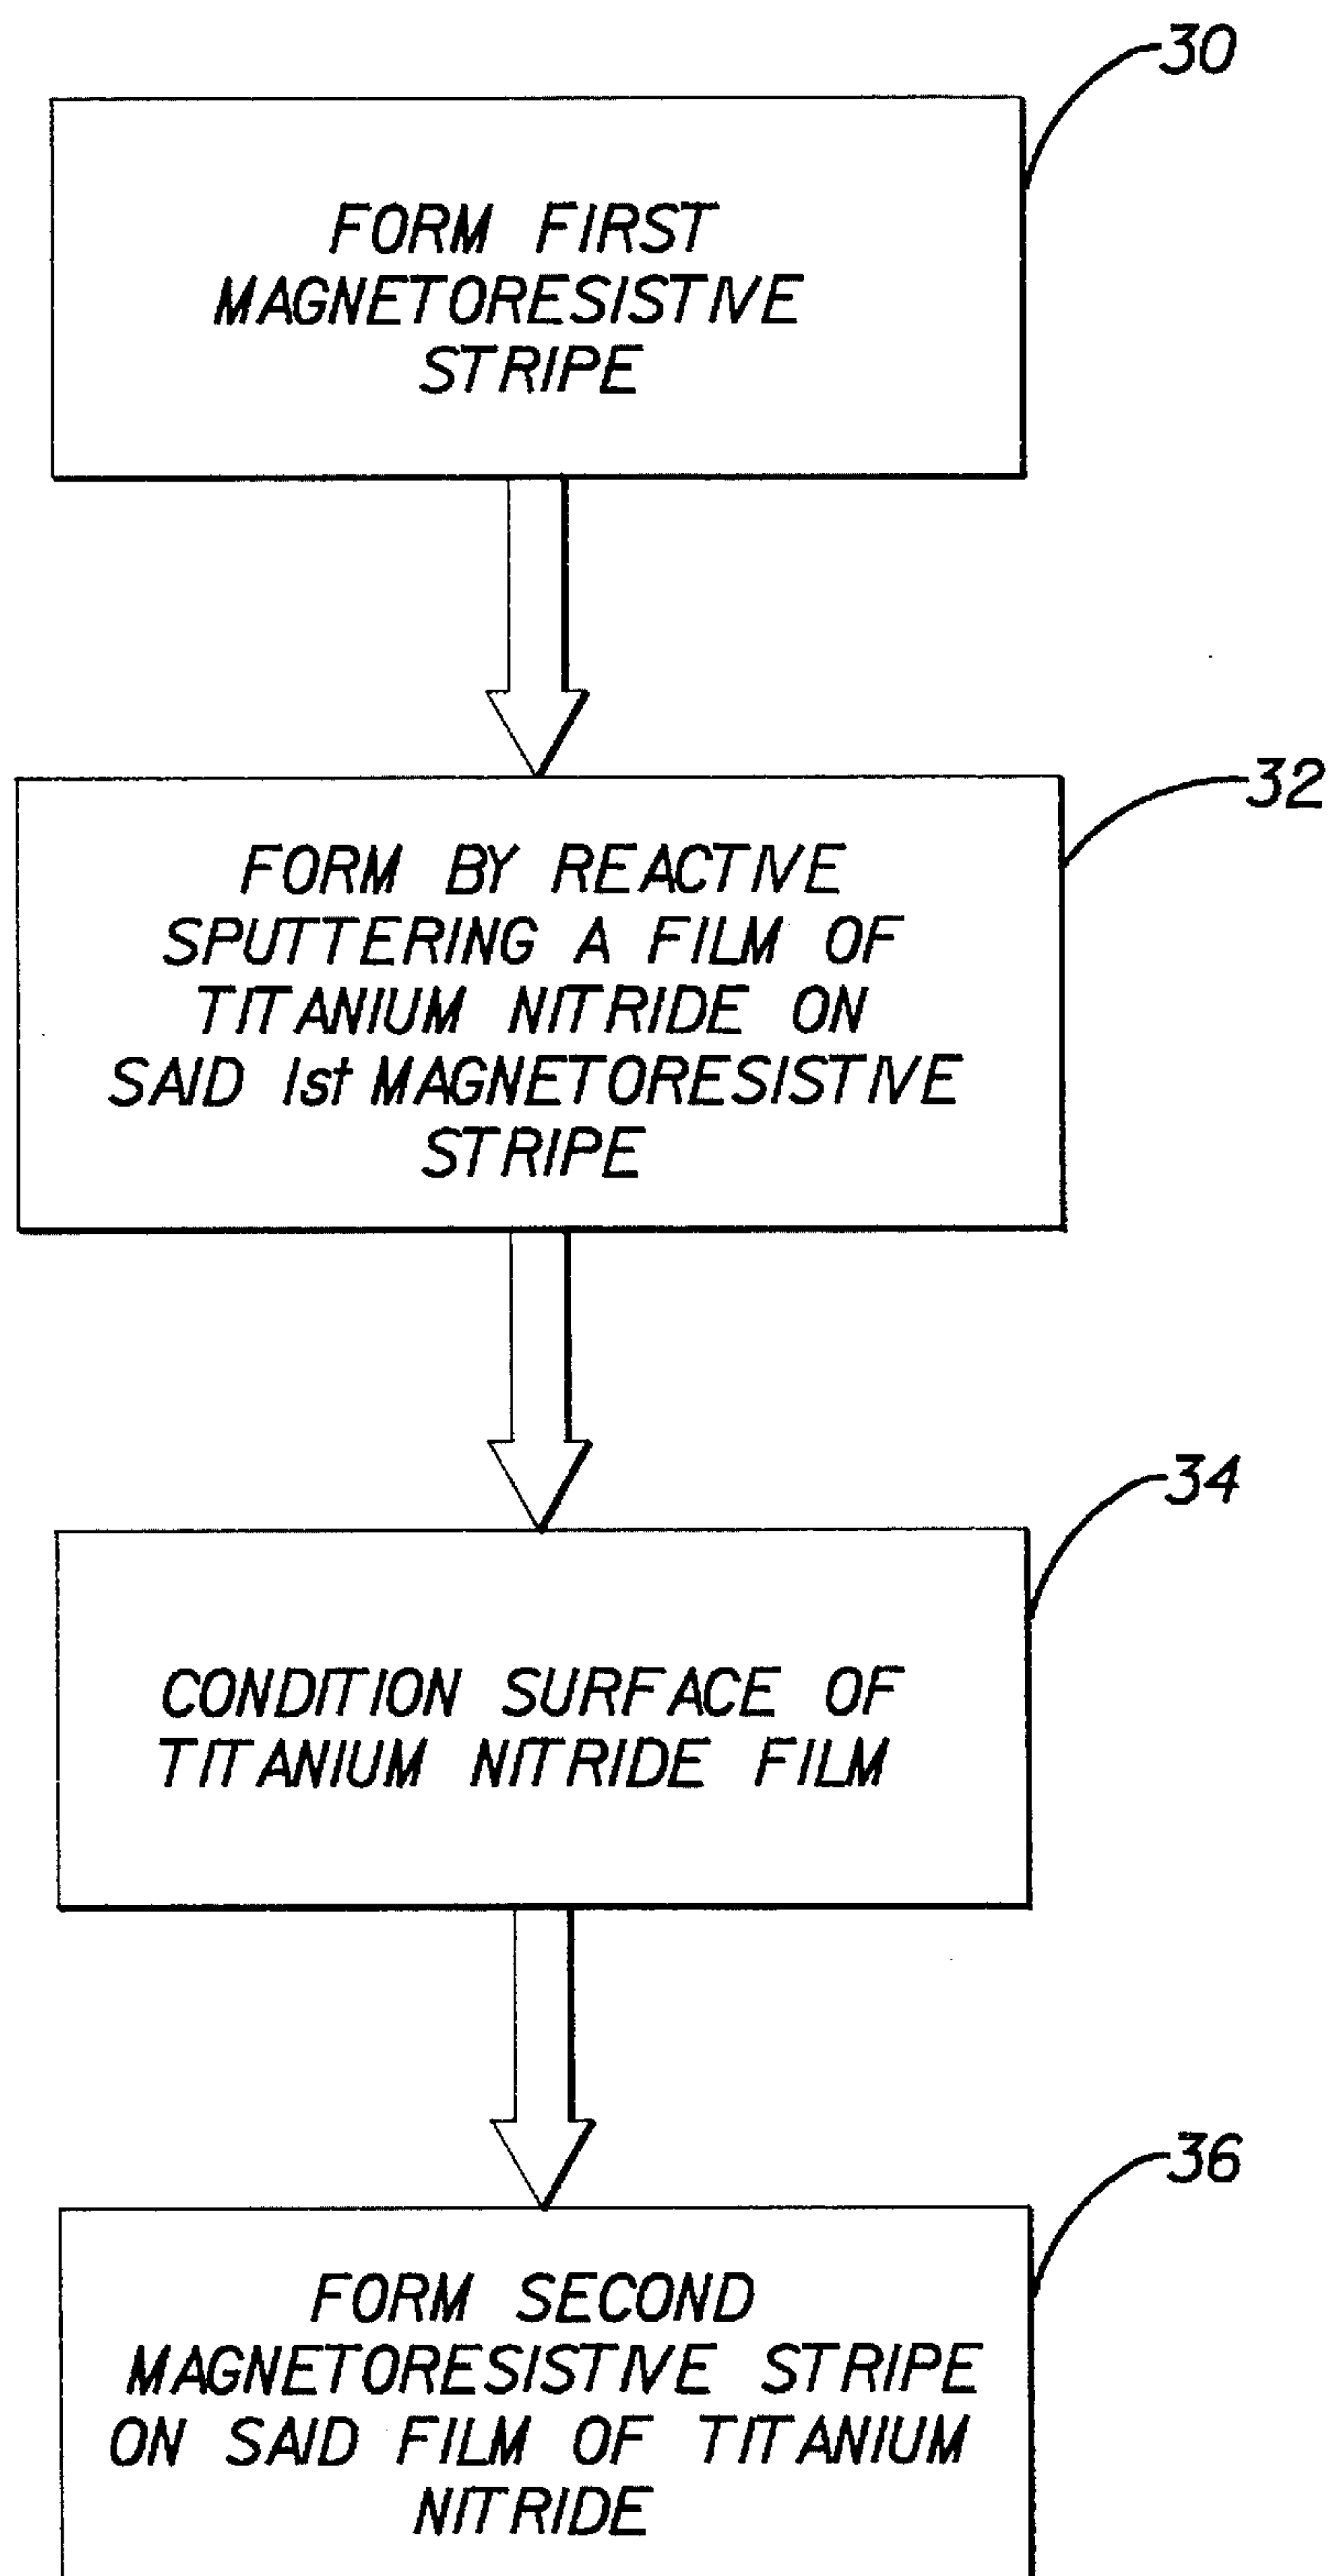 30
FORM FIRST
MAGNETORESISTIVE
STRIPE
32
FORM BY REACTIVE
SPUTTERING A FILM OF
TITANIUM NITRIDE ON
SAID 1st MAGNETORESISTIVE
STRIPE
34
CONDITION SURFACE OF
TITANIUM NITRIDE FILM
36
FORM SECOND
MAGNETORESISTIVE STRIPE
ON SAID FILM OF TITANIUM
NITRIDE